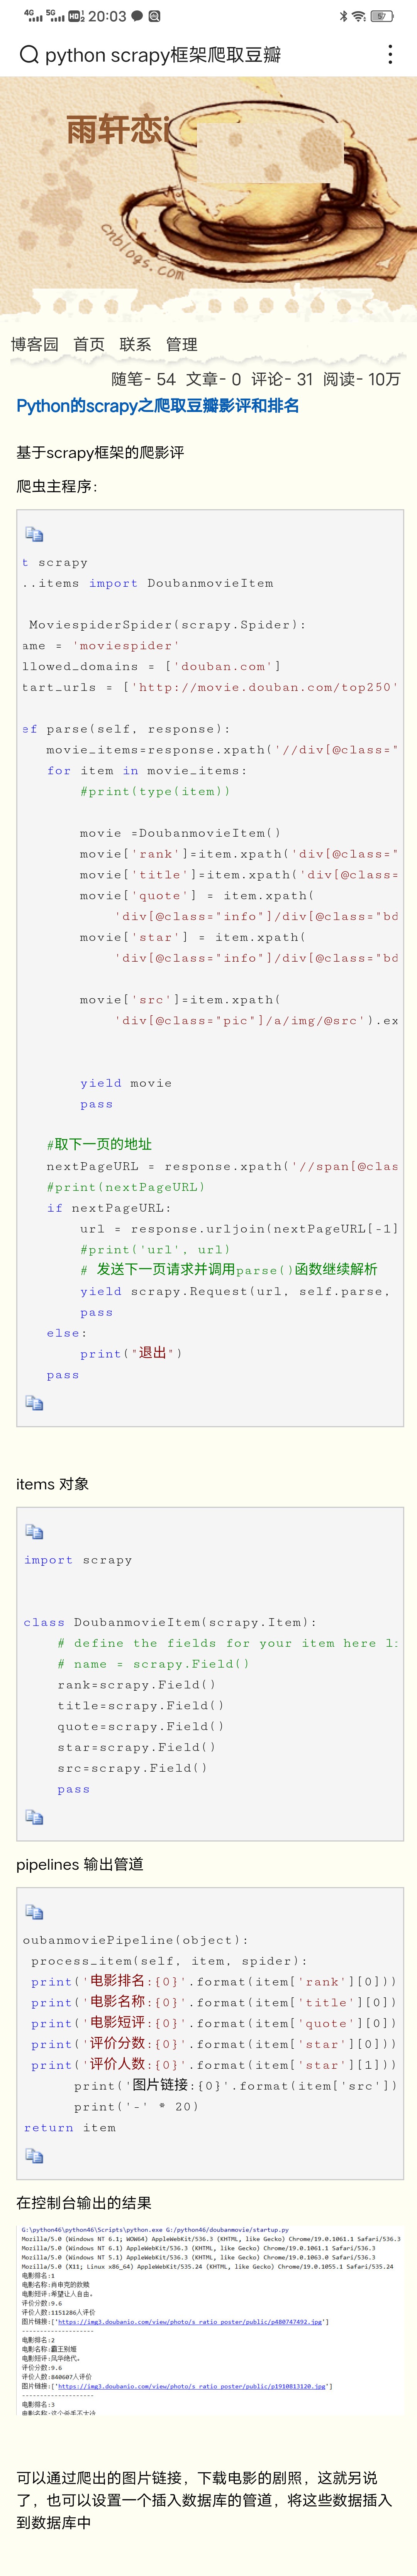 4G 5G HD 20:03 57
python scrapy框架爬取豆瓣
雨轩恋i
cnblogs.com
博客园 首页 联系 管理
随笔- 54 文章- 0 评论- 31 阅读- 10万
Python的scrapy之爬取豆瓣影评和排名
基于scrapy框架的爬影评
爬虫主程序：
t scrapy
..items import DoubanmovieItem
MoviespiderSpider(scrapy.Spider):
ame = 'moviespider'
llowed_domains = ['douban.com']
tart_urls = ['http://movie.douban.com/top250'
ef parse(self, response):
movie_items=response.xpath('//div[@class="
for item in movie_items:
#print(type(item))
movie =DoubanmovieItem()
movie['rank']=item.xpath('div[@class="
movie['title']=item.xpath('div[@class=
movie['quote'] = item.xpath(
'div[@class="info"]/div[@class="bd
movie['star'] = item.xpath(
'div[@class="info"]/div[@class="bd
movie['src']=item.xpath(
'div[@class="pic"]/a/img/@src').ex
yield movie
pass
#取下一页的地址
nextPageURL = response.xpath('//span[@clas
#print(nextPageURL)
if nextPageURL:
url = response.urljoin(nextPageURL[-1]
#print('url', url)
# 发送下一页请求并调用parse()函数继续解析
yield scrapy.Request(url, self.parse,
pass
else:
print("退出")
pass
items 对象
import scrapy
class DoubanmovieItem(scrapy.Item):
# define the fields for your item here li
# name = scrapy.Field()
rank=scrapy.Field()
title=scrapy.Field()
quote=scrapy.Field()
star=scrapy.Field()
src=scrapy.Field()
pass
pipelines 输出管道
oubanmoviePipeline(object):
process_item(self, item, spider):
print('电影排名:{0}'.format(item['rank'][0]))
print('电影名称:{0}'.format(item['title'][0])
print('电影短评:{0}'.format(item['quote'][0])
print('评价分数:{0}'.format(item['star'][0]))
print('评价人数:{0}'.format(item['star'][1]))
print('图片链接:{0}'.format(item['src'])
print('-' * 20)
return item
在控制台输出的结果
G:\python46\python46\Scripts\python.exe G:/python46/doubanmovie/startup.py
Mozilla/5.0 (Windows NT 6.1; WOW64) AppleWebKit/536.3 (KHTML, like Gecko) Chrome/19.0.1061.1 Safari/536.3
Mozilla/5.0 (Windows NT 6.1) AppleWebKit/536.3 (KHTML, like Gecko) Chrome/19.0.1061.1 Safari/536.3
Mozilla/5.0 (Windows NT 5.1) AppleWebKit/536.3 (KHTML, like Gecko) Chrome/19.0.1063.0 Safari/536.3
Mozilla/5.0 (X11; Linux x86_64) AppleWebKit/535.24 (KHTML, like Gecko) Chrome/19.0.1055.1 Safari/535.24
电影排名:1
电影名称:肖申克的救赎
电影短评:希望让人自由。
评价分数:9.6
评价人数:1151286人评价
图片链接:['https://img3.doubanio.com/view/photo/s_ratio_poster/public/p480747492.jpg']
--------------------
电影排名:2
电影名称:霸王别姬
电影短评:风华绝代。
评价分数:9.6
评价人数:840607人评价
图片链接:['https://img3.doubanio.com/view/photo/s_ratio_poster/public/p1910813120.jpg']
--------------------
电影排名:3
电影名称:这个杀手不太冷
可以通过爬出的图片链接，下载电影的剧照，这就另说
了，也可以设置一个插入数据库的管道，将这些数据插入
到数据库中